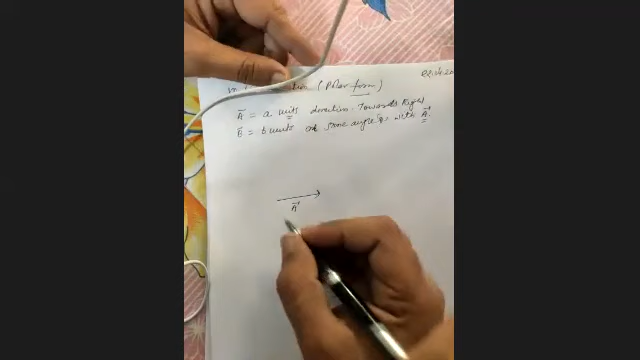 (Polar form)
A⃗ = a units direction: Towards Right
B⃗ = b units at some angle 'θ' with A⃗.
A⃗